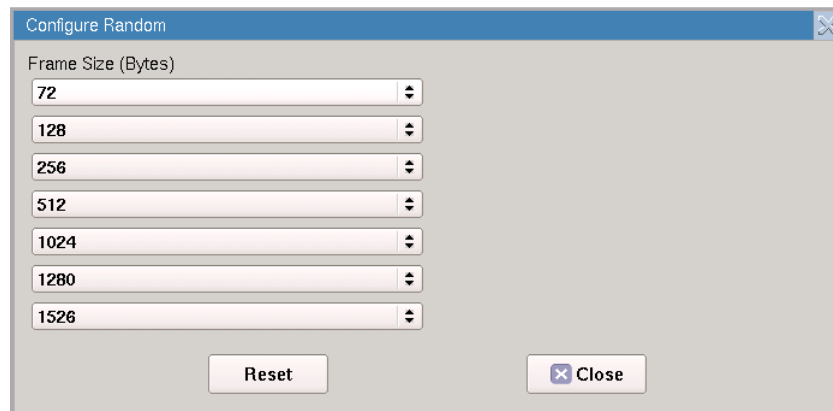 Configure Random
Frame Size (Bytes)
72
128
256
512
1024
1280
1526
Reset
Close